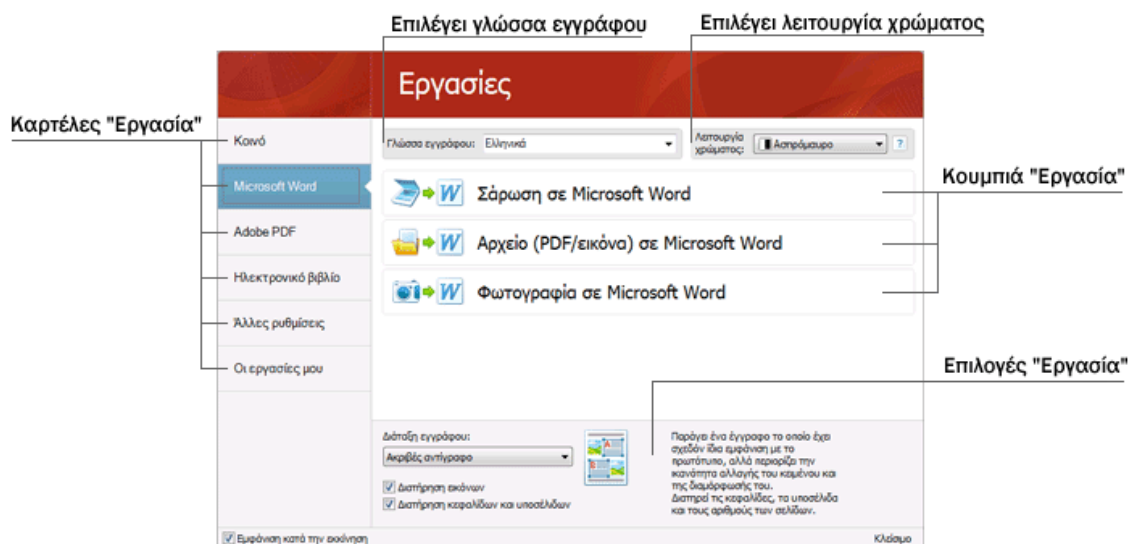 Επιλέγει γλώσσα εγγράφου
Επιλέγει λειτουργία χρώματος
Εργασίες
Καρτέλες "Εργασία"
Κοινό
Microsoft Word
Adobe PDF
Ηλεκτρονικό βιβλίο
Άλλες ρυθμίσεις
Οι εργασίες μου
Γλώσσα εγγράφου: Ελληνικά
Λειτουργία
χρώματος: Ασπρόμαυρο ?
Κουμπιά "Εργασία"
Σάρωση σε Microsoft Word
Αρχείο (PDF/εικόνα) σε Microsoft Word
Φωτογραφία σε Microsoft Word
Επιλογές "Εργασία"
Διάταξη εγγράφου:
Ακριβές αντίγραφο
Διατήρηση εικόνων
Διατήρηση κεφαλίδων και υποσέλιδων
A
B
Παράγει ένα έγγραφο το οποίο έχει
σχεδόν ίδια εμφάνιση με το
πρωτότυπο, αλλά περιορίζει την
ικανότητα αλλαγής του κειμένου και
της διαμόρφωσής του.
Διατηρεί τις κεφαλίδες, τα υποσέλιδα
και τους αριθμούς των σελίδων.
Εμφάνιση κατά την εκκίνηση
Κλείσιμο